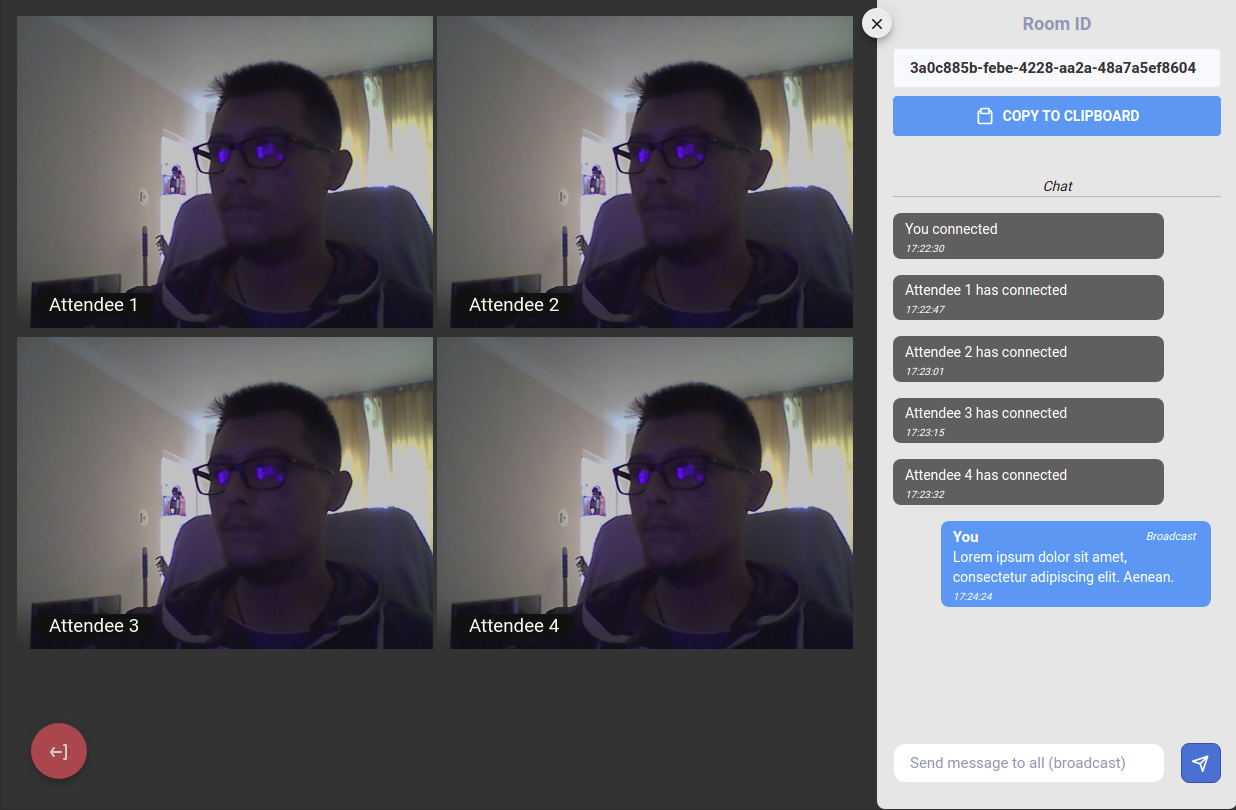 Attendee 1
Attendee 2
Attendee 3
Attendee 4
Room ID
3a0c885b-febe-4228-aa2a-48a7a5ef8604
COPY TO CLIPBOARD
Chat
You connected
17:22:30
Attendee 1 has connected
17:22:47
Attendee 2 has connected
17:23:01
Attendee 3 has connected
17:23:15
Attendee 4 has connected
17:23:32
You Broadcast
Lorem ipsum dolor sit amet,
consectetur adipiscing elit. Aenean.
17:24:24
Send message to all (broadcast)